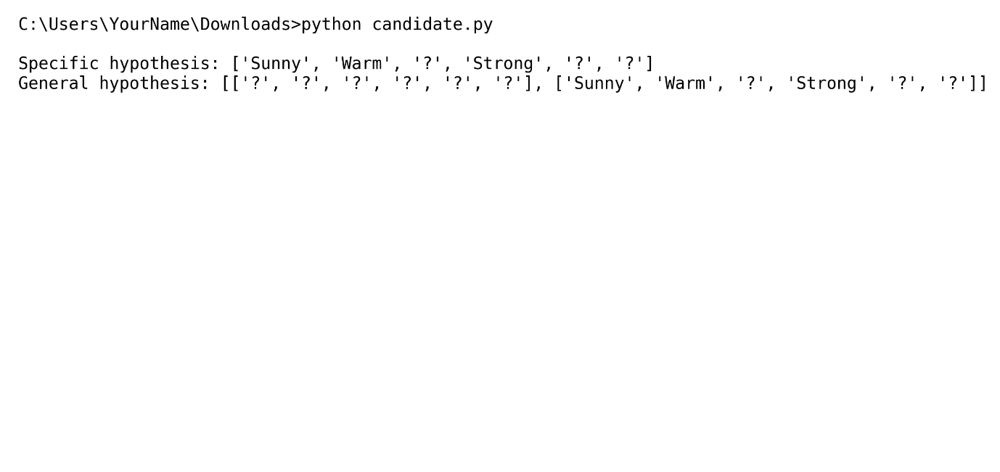 C:\Users\YourName\Downloads>python candidate.py
Specific hypothesis: ['Sunny', 'Warm', '?', 'Strong', '?', '?']
General hypothesis: [['?', '?', '?', '?', '?', '?'], ['Sunny', 'Warm', '?', 'Strong', '?', '?']]